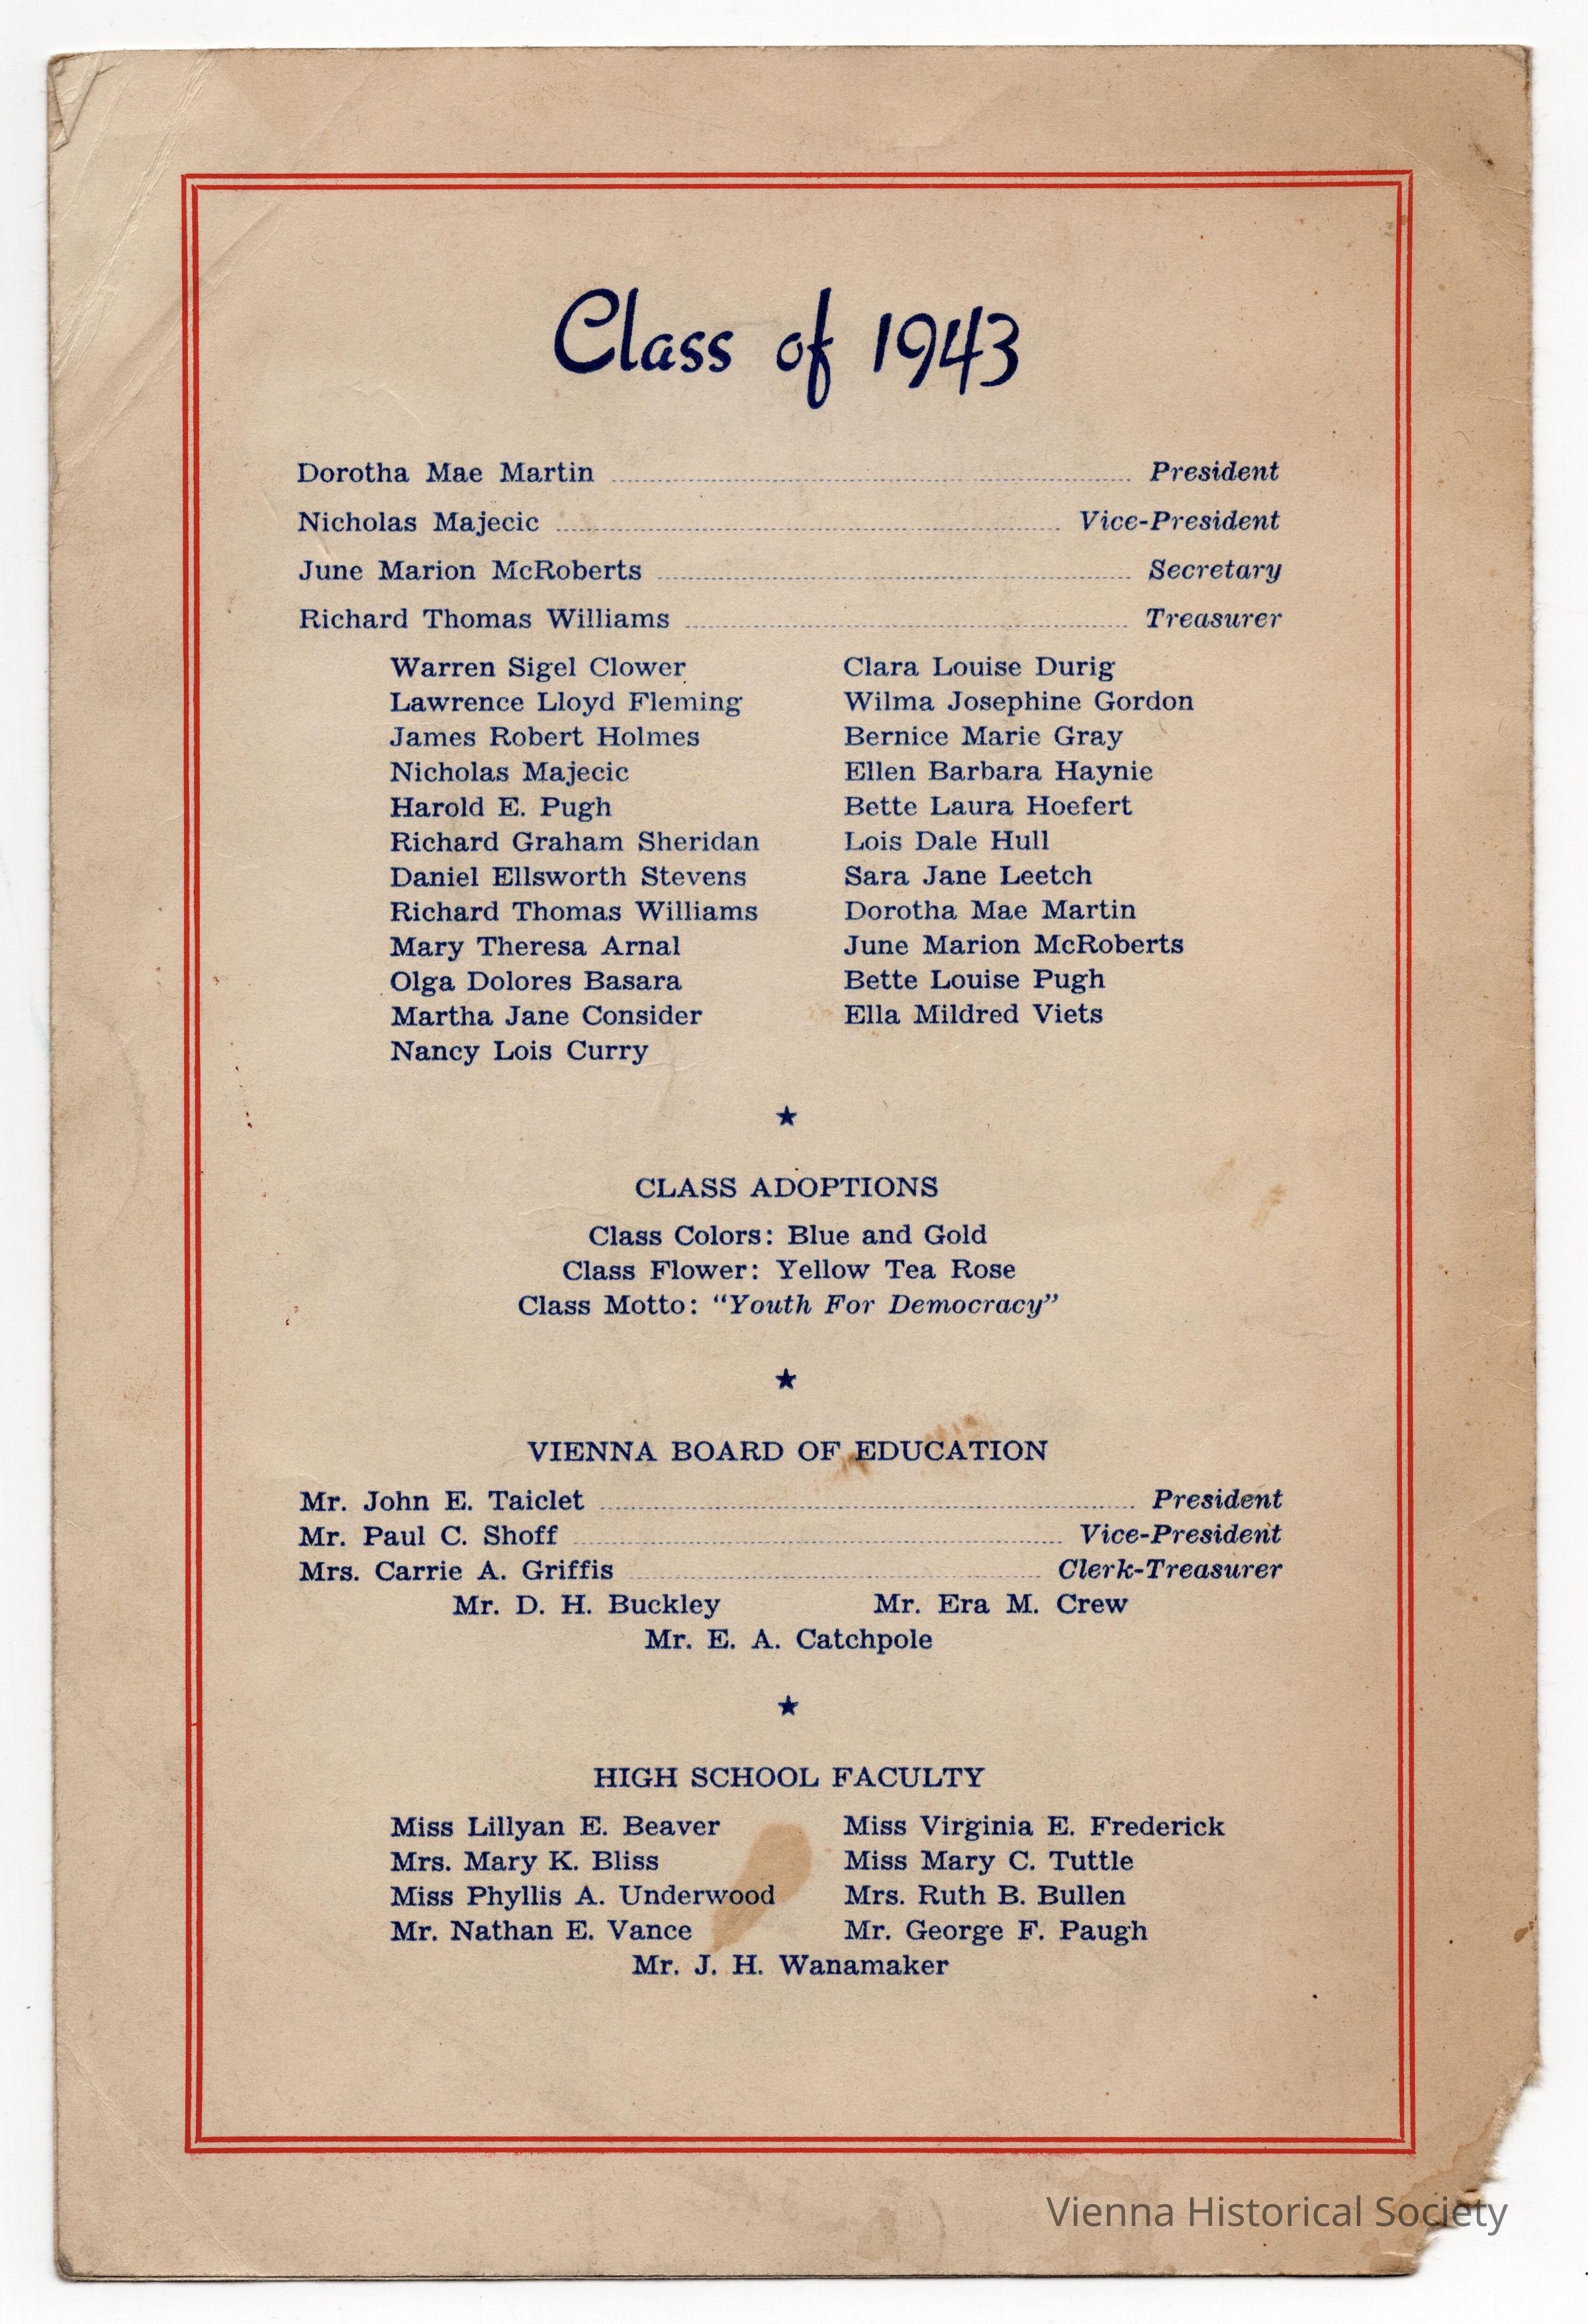 Class of 1943
Dorotha Mae Martin President
Nicholas Majecic Vice-President
June Marion McRoberts Secretary
Richard Thomas Williams Treasurer
Warren Sigel Clower Clara Louise Durig
Lawrence Lloyd Fleming Wilma Josephine Gordon
James Robert Holmes Bernice Marie Gray
Nicholas Majecic Ellen Barbara Haynie
Harold E. Pugh Bette Laura Hoefert
Richard Graham Sheridan Lois Dale Hull
Daniel Ellsworth Stevens Sara Jane Leetch
Richard Thomas Williams Dorotha Mae Martin
Mary Theresa Arnal June Marion McRoberts
Olga Dolores Basara Bette Louise Pugh
Martha Jane Consider Ella Mildred Viets
Nancy Lois Curry
CLASS ADOPTIONS
Class Colors: Blue and Gold
Class Flower: Yellow Tea Rose
Class Motto: “Youth For Democracy”
VIENNA BOARD OF EDUCATION
Mr. John E. Taiclet President
Mr. Paul C. Shoff Vice-President
Mrs. Carrie A. Griffis Clerk-Treasurer
Mr. D. H. Buckley Mr. Era M. Crew
Mr. E. A. Catchpole
HIGH SCHOOL FACULTY
Miss Lillyan E. Beaver Miss Virginia E. Frederick
Mrs. Mary K. Bliss Miss Mary C. Tuttle
Miss Phyllis A. Underwood Mrs. Ruth B. Bullen
Mr. Nathan E. Vance Mr. George F. Paugh
Mr. J. H. Wanamaker
Vienna Historical Society